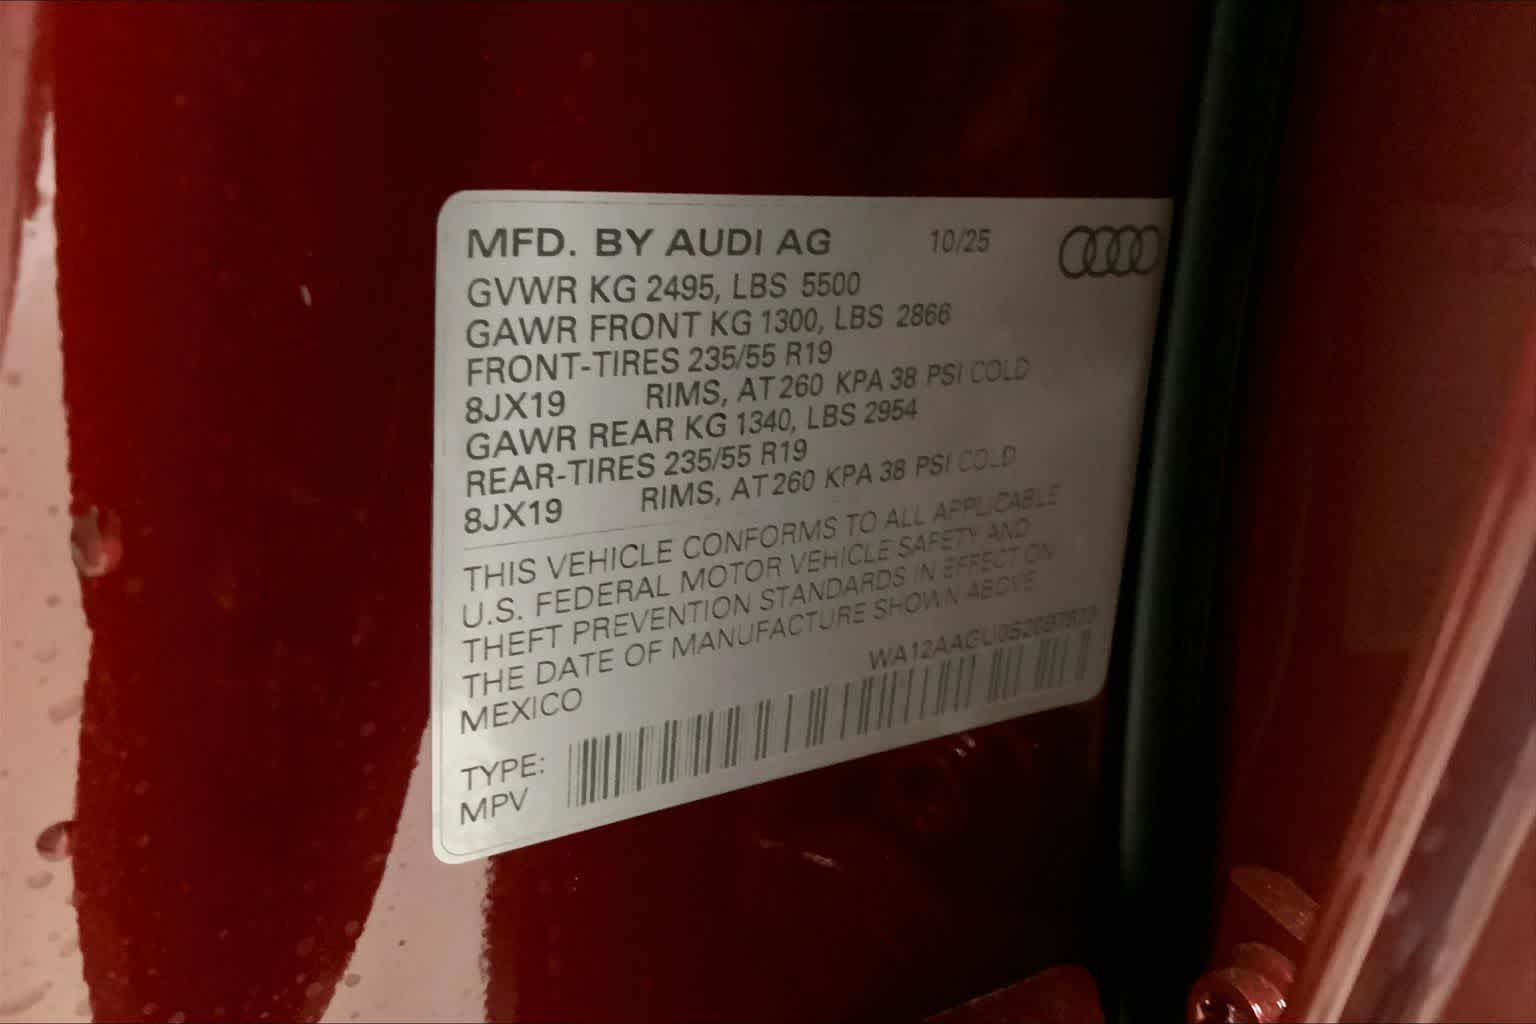 MFD. BY AUDI AG 10/25
GVWR KG 2495, LBS 5500
GAWR FRONT KG 1300, LBS 2866
FRONT-TIRES 235/55 R19
8JX19 RIMS, AT 260 KPA 38 PSI COLD
GAWR REAR KG 1340, LBS 2954
REAR-TIRES 235/55 R19
8JX19 RIMS, AT 260 KPA 38 PSI COLD
THIS VEHICLE CONFORMS TO ALL APPLICABLE
U.S. FEDERAL MOTOR VEHICLE SAFETY AND
THEFT PREVENTION STANDARDS IN EFFECT ON
THE DATE OF MANUFACTURE SHOWN ABOVE
MEXICO
TYPE:
MPV